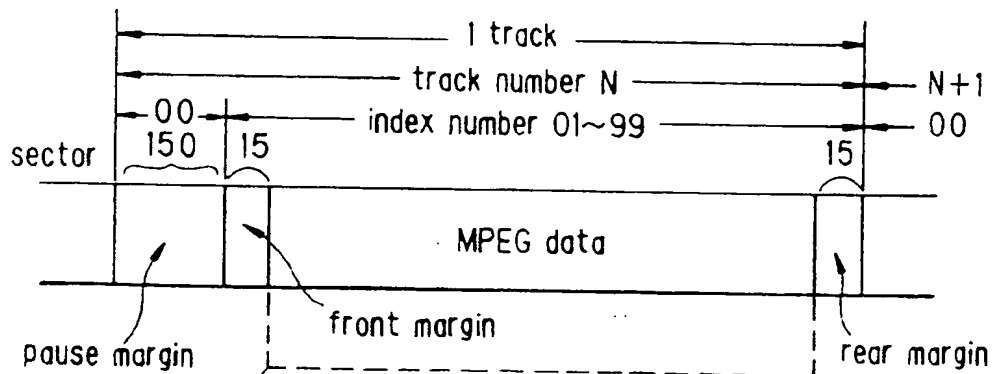 1 track
track number N N+1
00 index number 01~99 00
sector 150 15 15
MPEG data
front margin
pause margin rear margin